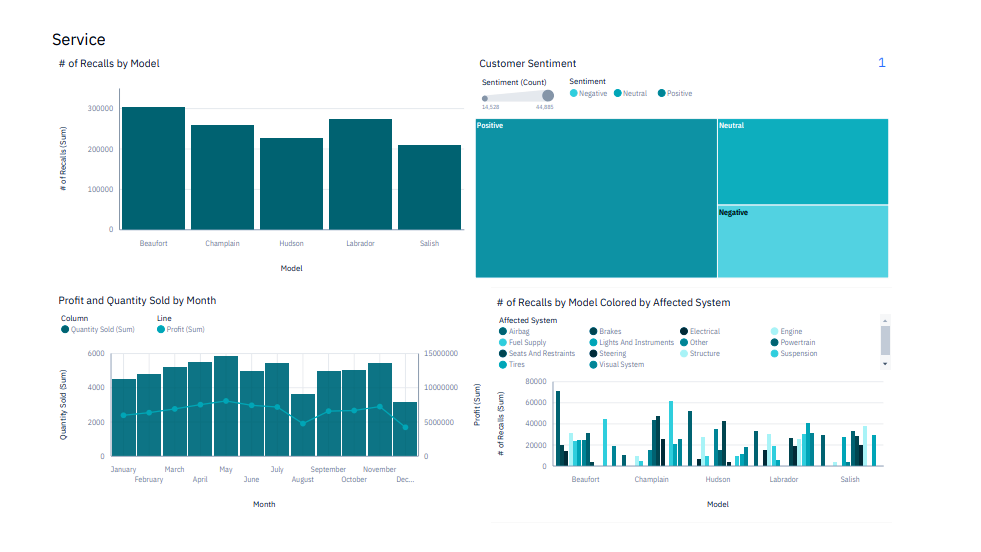 Service
# of Recalls by Model
# of Recalls (Sum)
300000
200000
100000
0
Beaufort Champlain Hudson Labrador Salish
Model
Customer Sentiment 1
Sentiment (Count) Sentiment
Negative Neutral Positive
14,528 44,885
Positive Neutral
Negative
Profit and Quantity Sold by Month
Column Line
Quantity Sold (Sum) Profit (Sum)
Quantity Sold (Sum)
6000
4000
2000
0
15000000
10000000
5000000
0
Profit (Sum)
January March May July September November
February April June August October Dec...
Month
# of Recalls by Model Colored by Affected System
Affected System
Airbag Brakes Electrical Engine
Fuel Supply Lights And Instruments Other Powertrain
Seats And Restraints Steering Structure Suspension
Tires Visual System
# of Recalls (Sum)
80000
60000
40000
20000
0
Beaufort Champlain Hudson Labrador Salish
Model